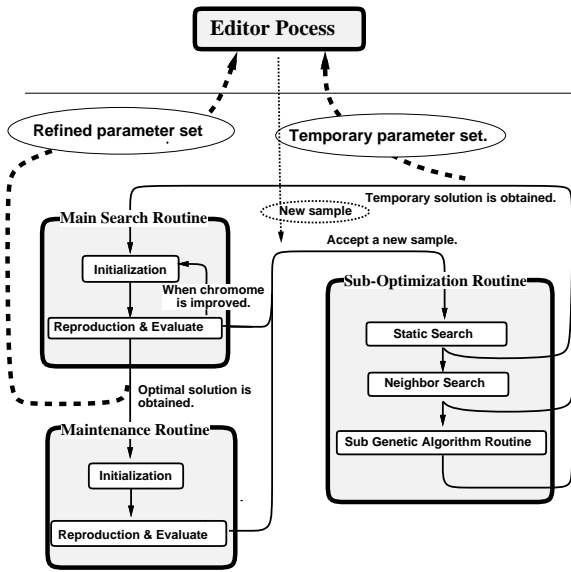 Editor Pocess
Refined parameter set
Temporary parameter set.
Temporary solution is obtained.
New sample
Main Search Routine
Accept a new sample.
Initialization
When chromome
is improved.
Reproduction & Evaluate
Sub-Optimization Routine
Static Search
Neighbor Search
Sub Genetic Algorithm Routine
Optimal solution is
obtained.
Maintenance Routine
Initialization
Reproduction & Evaluate